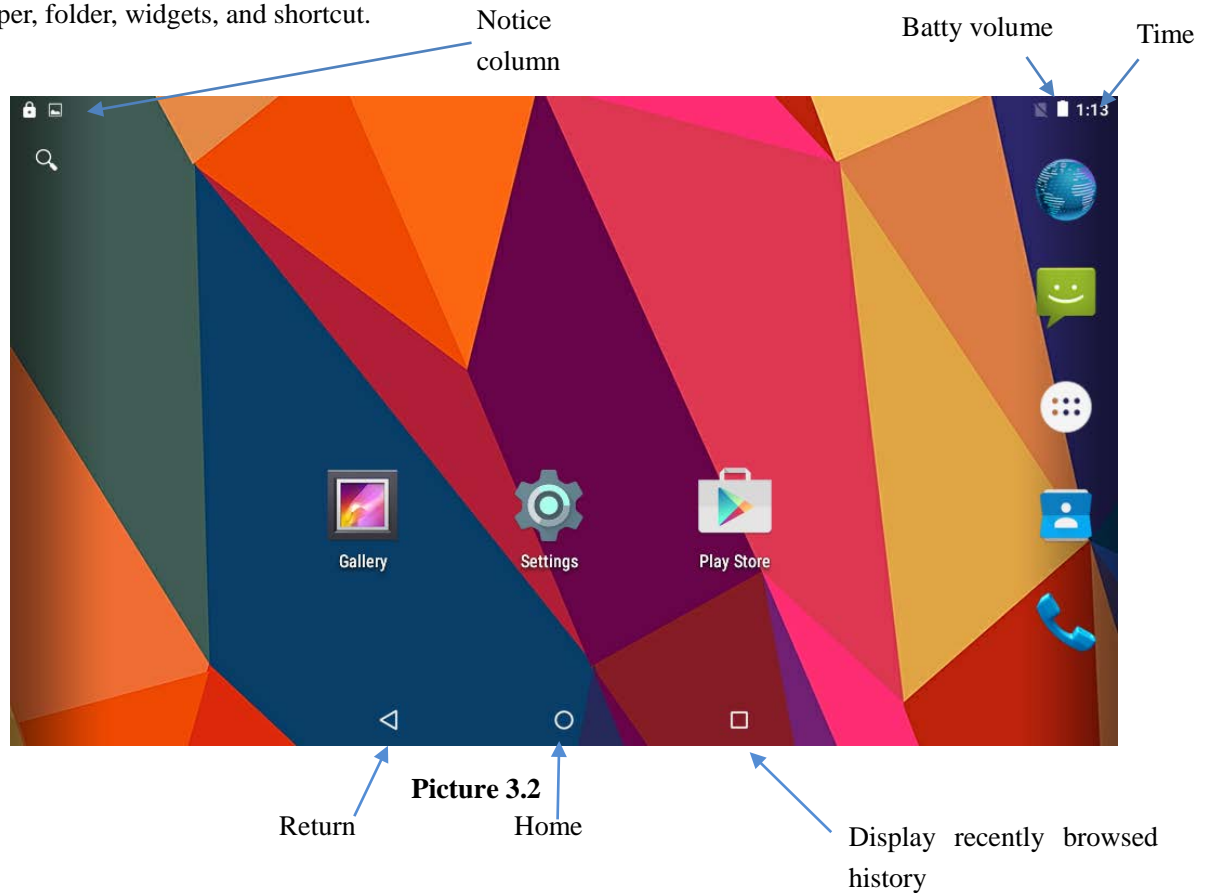 per, folder, widgets, and shortcut.
Notice
column
Batty volume
Time
1:13
Gallery
Settings
Play Store
Picture 3.2
Return
Home
Display recently browsed
history